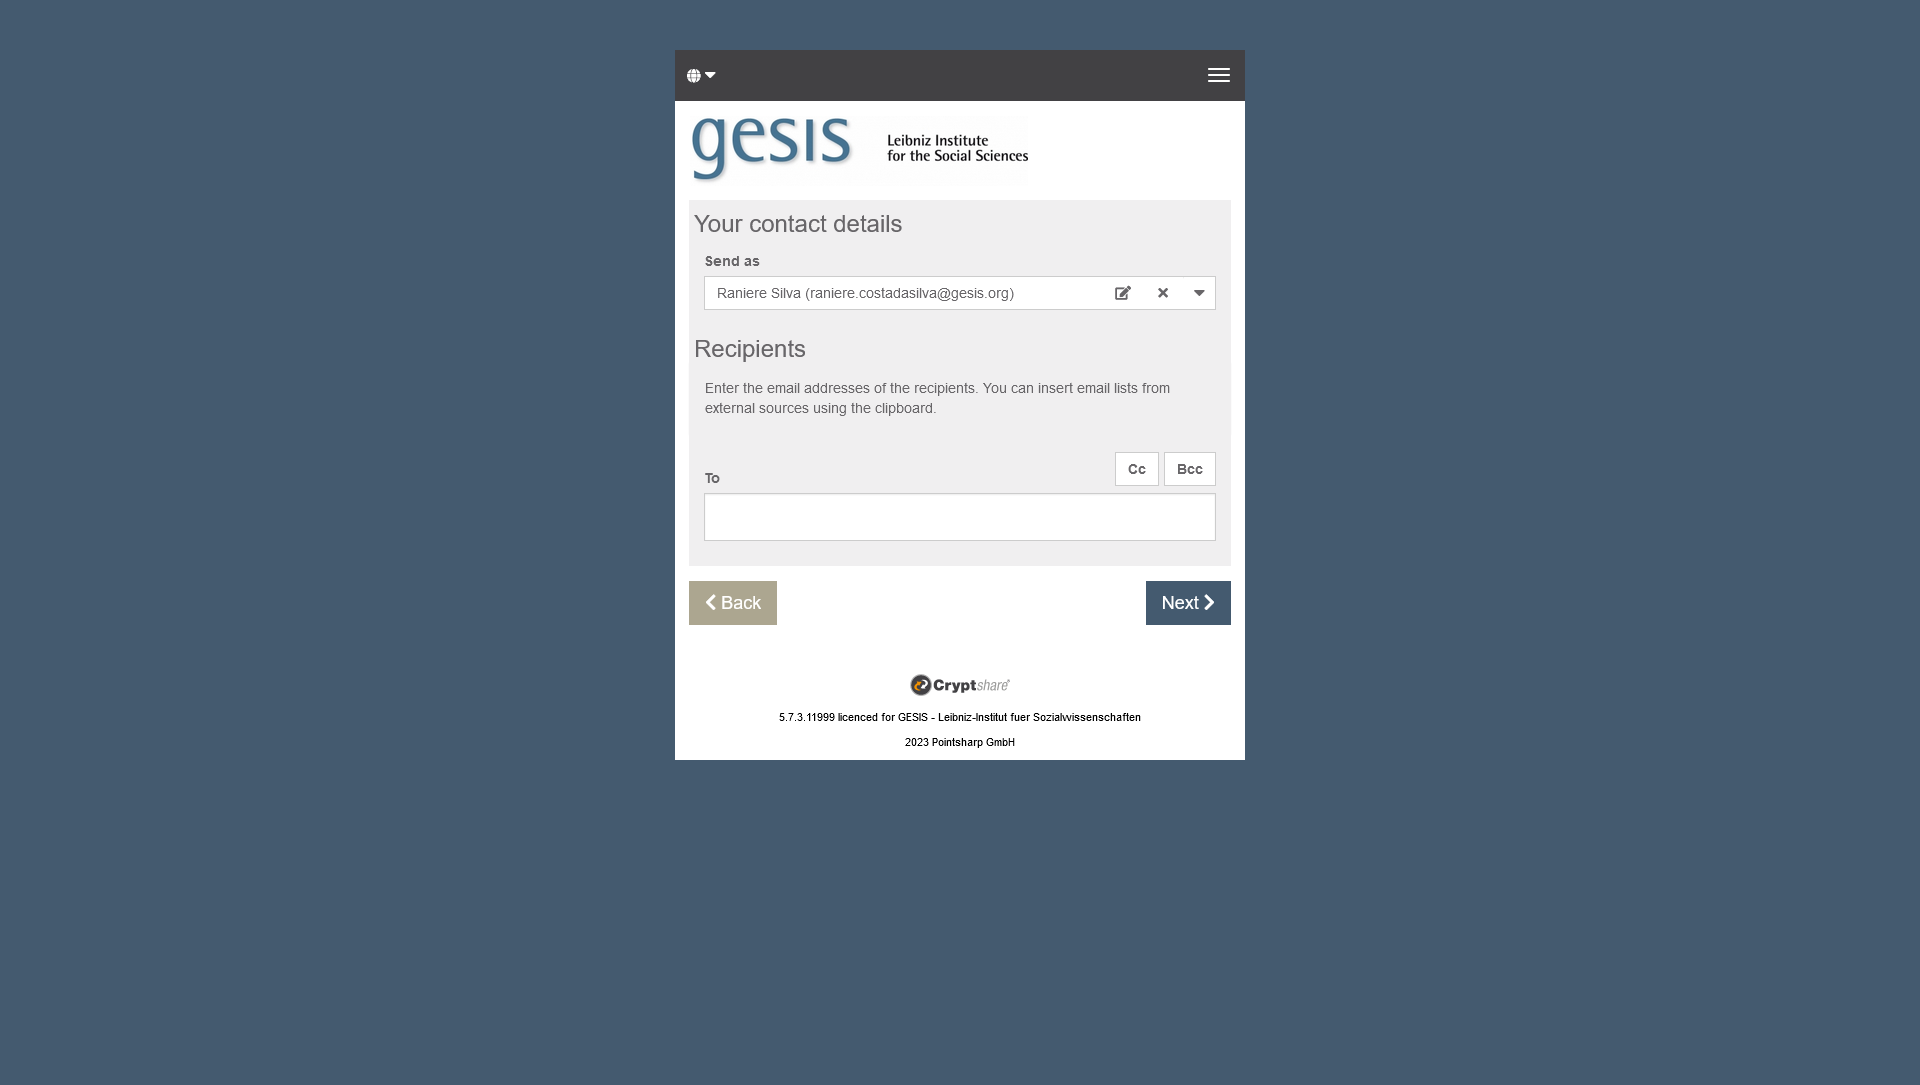 gesis
Leibniz Institute
for the Social Sciences
Your contact details
Send as
Raniere Silva (raniere.costadasilva@gesis.org)
Recipients
Enter the email addresses of the recipients. You can insert email lists from
external sources using the clipboard.
Cc Bcc
To
Back
Next
Cryptshare
5.7.3.11999 licenced for GESIS - Leibniz-Institut fuer Sozialwissenschaften
2023 Pointsharp GmbH